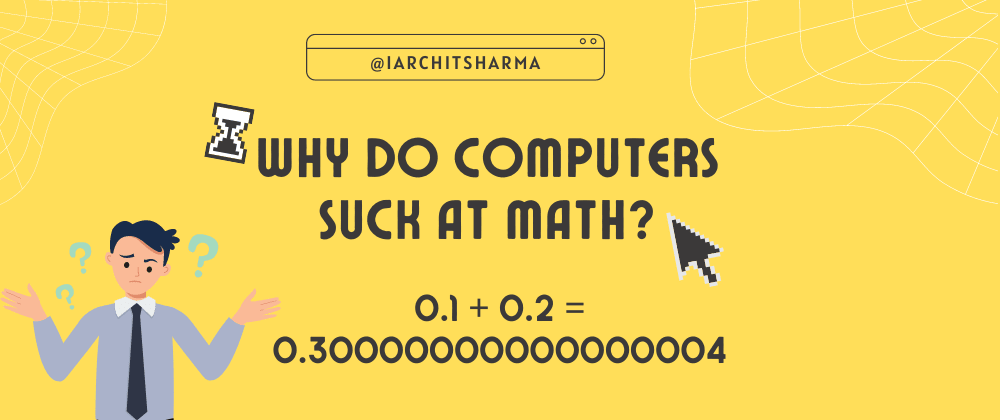 @IARCHITSHARMA
WHY DO COMPUTERS
SUCK AT MATH?
0.1 + 0.2 =
0.30000000000000004